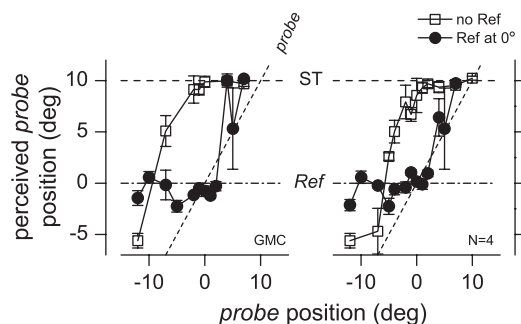 no Ref
Ref at 0º
probe
perceived probe
position (deg)
10
5
0
-5
ST
Ref
GMC
N=4
-10 0 10
-10 0 10
probe position (deg)